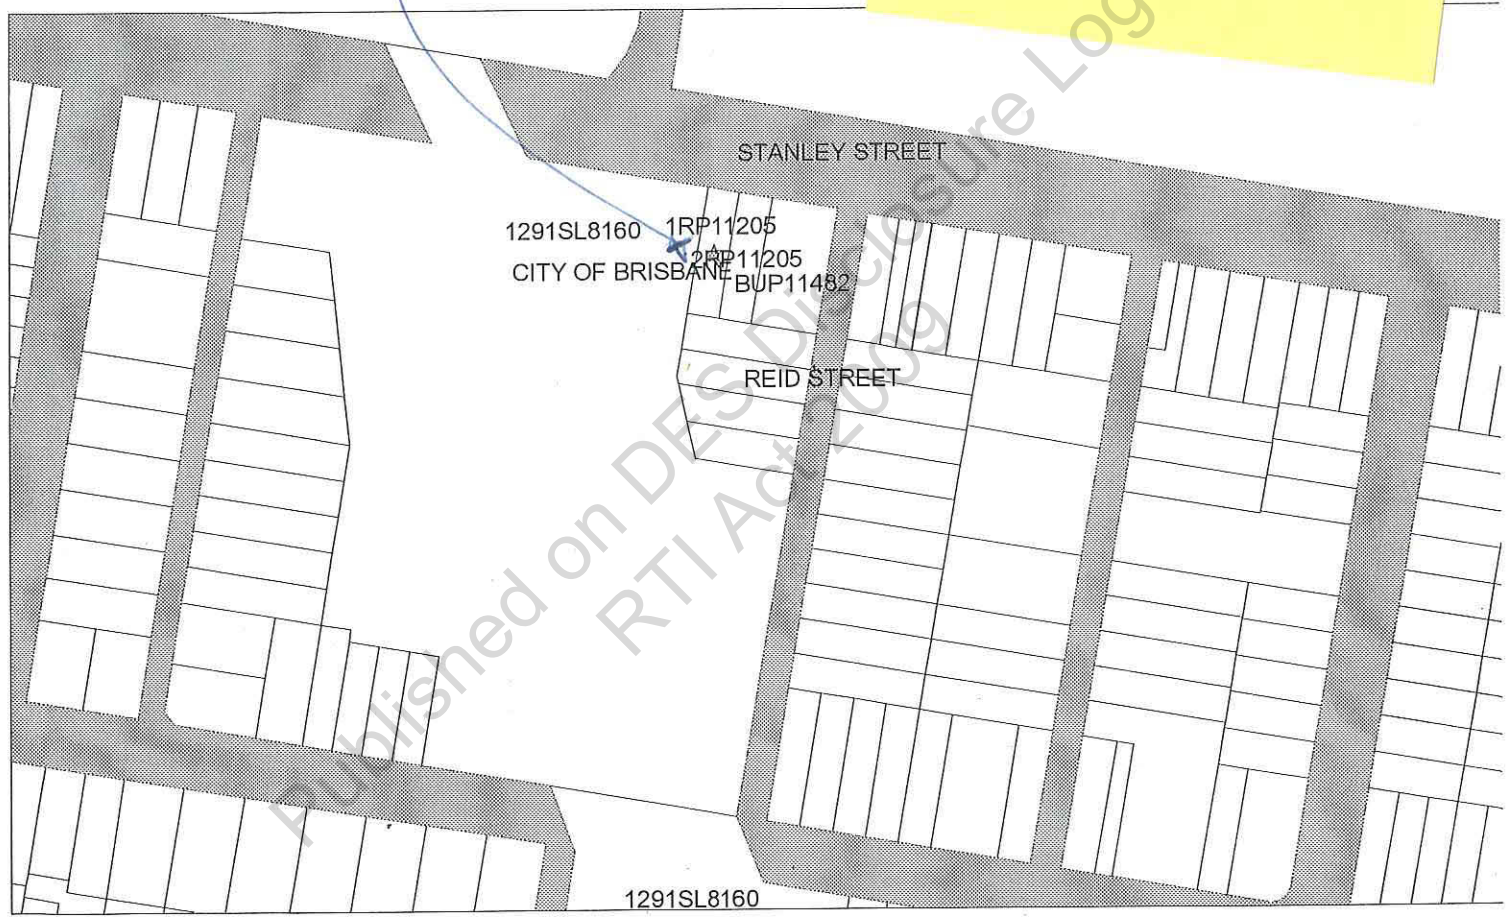 STANLEY STREET
1291SL8160 1RP11205
2RP11205
CITY OF BRISBANE
BUP11482
REID STREET
Published on DES Disclosure Log
RTI Act 2009
1291SL8160